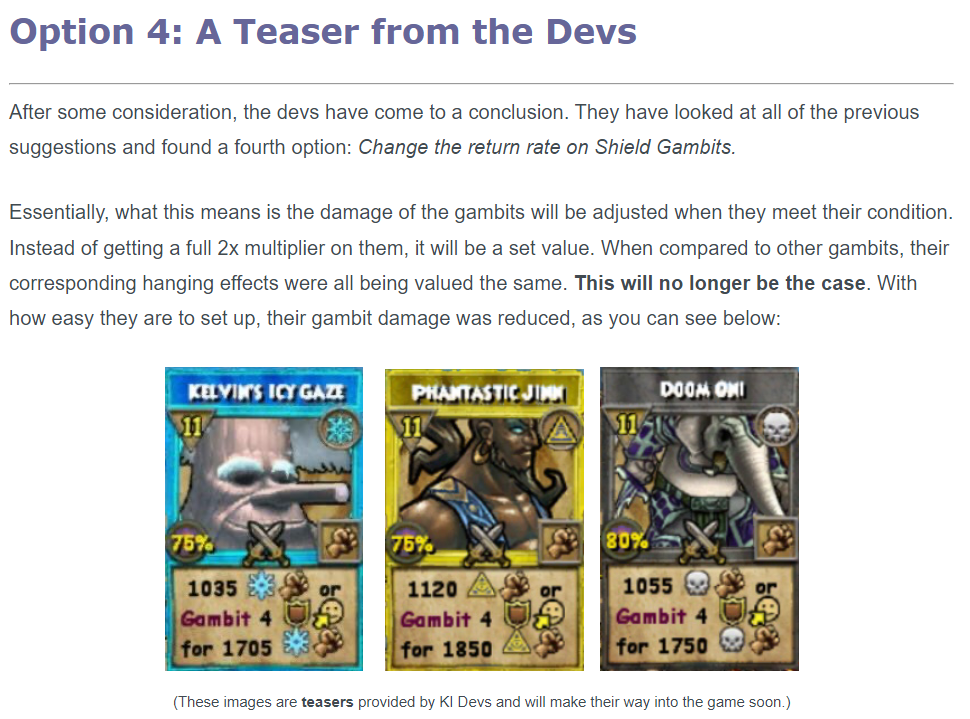 Option 4: A Teaser from the Devs
After some consideration, the devs have come to a conclusion. They have looked at all of the previous
suggestions and found a fourth option: Change the return rate on Shield Gambits.
Essentially, what this means is the damage of the gambits will be adjusted when they meet their condition.
Instead of getting a full 2x multiplier on them, it will be a set value. When compared to other gambits, their
corresponding hanging effects were all being valued the same. This will no longer be the case. With
how easy they are to set up, their gambit damage was reduced, as you can see below:
KELVIN'S ICY GAZE
11
75%
1035 or
Gambit 4
for 1705
PHANTASTIC JINN
11
75%
1120 or
Gambit 4
for 1850
DOOM ONI
11
80%
1055 or
Gambit 4
for 1750
(These images are teasers provided by KI Devs and will make their way into the game soon.)